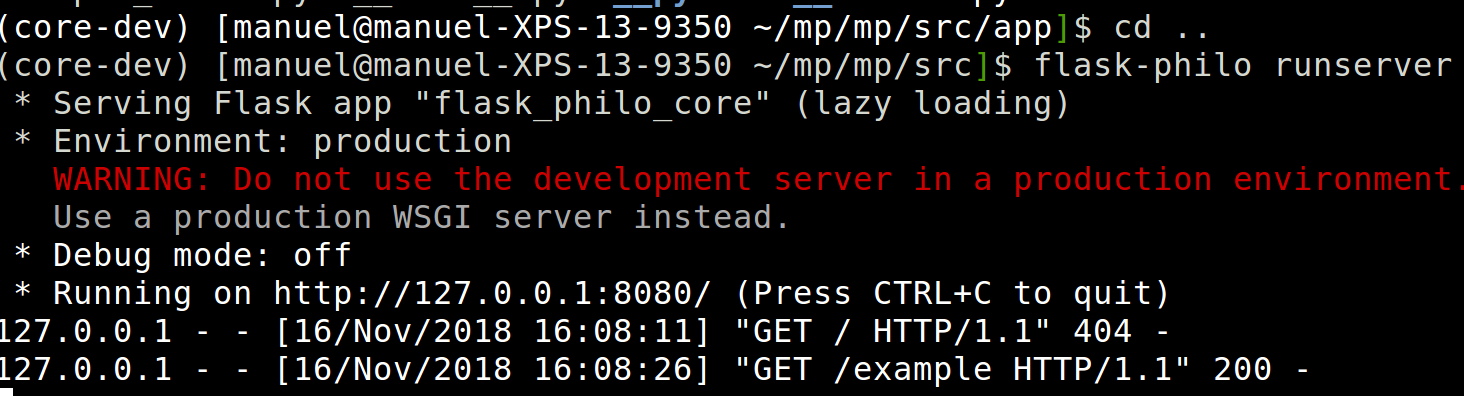 (core-dev) [manuel@manuel-XPS-13-9350 ~/mp/mp/src/app]$ cd ..
(core-dev) [manuel@manuel-XPS-13-9350 ~/mp/mp/src]$ flask-philo runserver
 * Serving Flask app "flask_philo_core" (lazy loading)
 * Environment: production
   WARNING: Do not use the development server in a production environment.
   Use a production WSGI server instead.
 * Debug mode: off
 * Running on http://127.0.0.1:8080/ (Press CTRL+C to quit)
127.0.0.1 - - [16/Nov/2018 16:08:11] "GET / HTTP/1.1" 404 -
127.0.0.1 - - [16/Nov/2018 16:08:26] "GET /example HTTP/1.1" 200 -